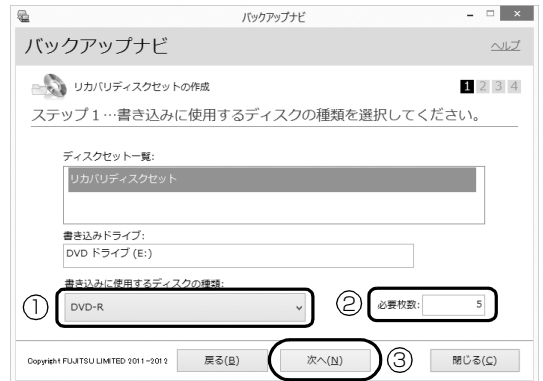 バックアップナビ
バックアップナビ
ヘルプ
リカバリディスクセットの作成
1 2 3 4
ステップ1…書き込みに使用するディスクの種類を選択してください。
ディスクセット一覧:
リカバリディスクセット
書き込みドライブ:
DVD ドライブ (E:)
書き込みに使用するディスクの種類:
① DVD-R
② 必要枚数: 5
Copyright FUJITSU LIMITED 2011-2012
戻る(B)
次へ(N) ③
閉じる(C)